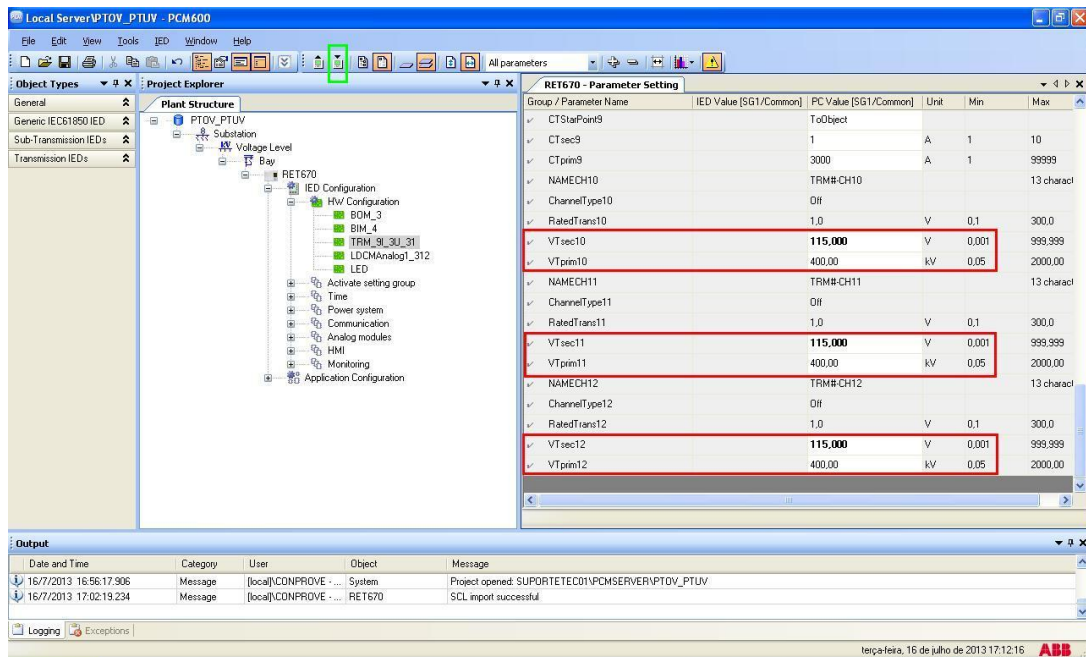 Local Server\PTOV_PTUV - PCM600
File Edit View Tools IED Window Help
All parameters
Object Types
General
Generic IEC61850 IED
Sub-Transmission IEDs
Transmission IEDs
Project Explorer
Plant Structure
PTOV_PTUV
Substation
Voltage Level
Bay
RET670
IED Configuration
HW Configuration
BOM_3
BIM_4
TRM_9I_3U_31
LDCMAnalog1_312
LED
Activate setting group
Time
Power system
Communication
Analog modules
HMI
Monitoring
Application Configuration
RET670 - Parameter Setting
Group / Parameter Name IED Value [SG1/Common] PC Value [SG1/Common] Unit Min Max
CTStarPoint9 ToObject
CTsec9 1 A 1 10
CTprim9 3000 A 1 99999
NAMECH10 TRM#-CH10 13 charact
ChannelType10 Off
RatedTrans10 1,0 V 0,1 300,0
VTsec10 115,000 V 0,001 999,999
VTprim10 400,00 kV 0,05 2000,00
NAMECH11 TRM#-CH11 13 charact
ChannelType11 Off
RatedTrans11 1,0 V 0,1 300,0
VTsec11 115,000 V 0,001 999,999
VTprim11 400,00 kV 0,05 2000,00
NAMECH12 TRM#-CH12 13 charact
ChannelType12 Off
RatedTrans12 1,0 V 0,1 300,0
VTsec12 115,000 V 0,001 999,999
VTprim12 400,00 kV 0,05 2000,00
Output
Date and Time Category User Object Message
16/7/2013 16:56:17.906 Message [local]\CONPROVE - ... System Project opened: SUPORTETEC01\PCMSERVER\PTOV_PTUV
16/7/2013 17:02:19.234 Message [local]\CONPROVE - ... RET670 SCL import successful
Logging Exceptions
terça-feira, 16 de julho de 2013 17:12:16 ABB